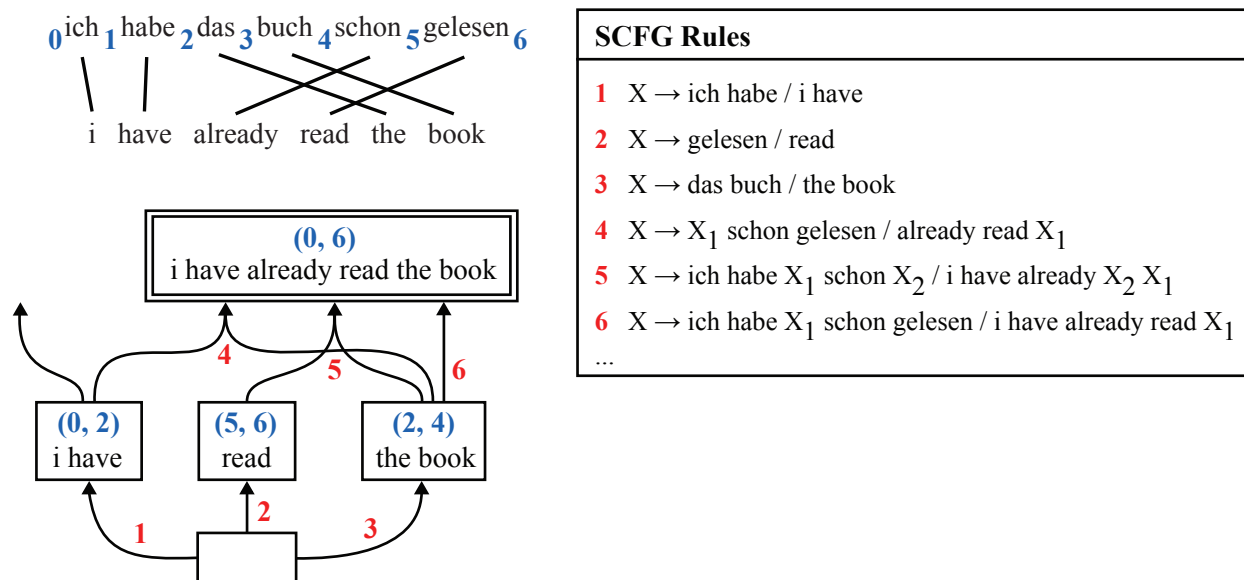 0 ich 1 habe 2 das 3 buch 4 schon 5 gelesen 6
i have already read the book
(0, 6)
i have already read the book
4 5 6
(0, 2) (5, 6) (2, 4)
i have read the book
1 2 3
SCFG Rules
1 X → ich habe / i have
2 X → gelesen / read
3 X → das buch / the book
4 X → X1 schon gelesen / already read X1
5 X → ich habe X1 schon X2 / i have already X2 X1
6 X → ich habe X1 schon gelesen / i have already read X1
...